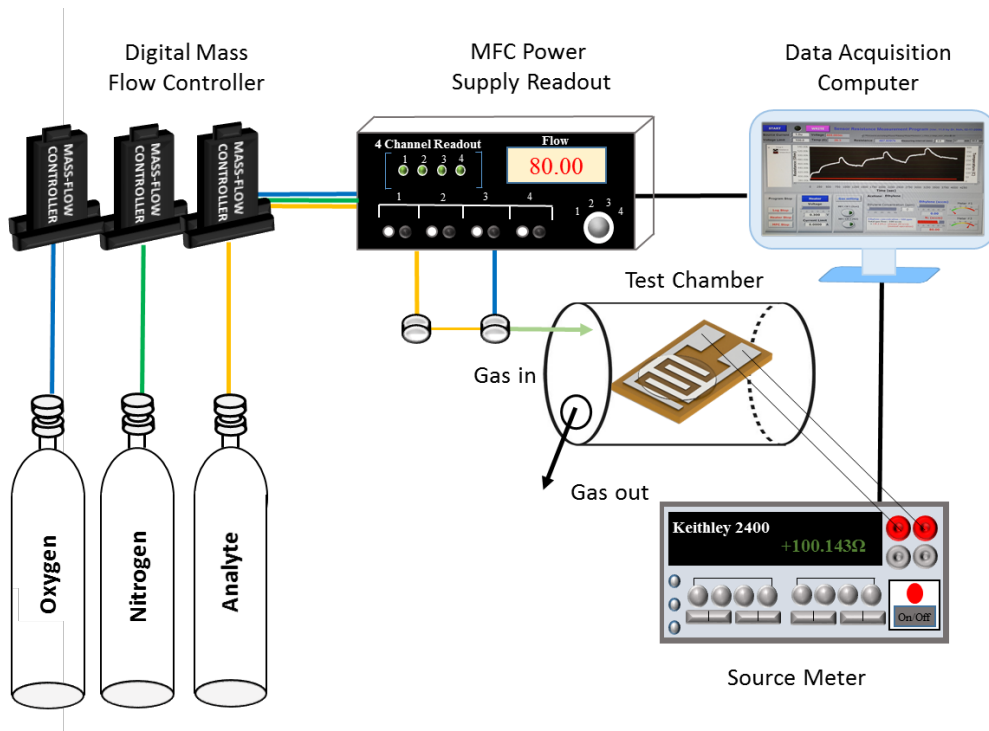 Digital Mass
Flow Controller
MFC Power
Supply Readout
Data Acquisition
Computer
MASS-FLOW
CONTROLLER
MASS-FLOW
CONTROLLER
MASS-FLOW
CONTROLLER
4 Channel Readout
1 2 3 4
Flow
80.00
1 2 3 4
1 2 3 4
Test Chamber
Gas in
Gas out
Oxygen
Nitrogen
Analyte
Keithley 2400
+100.143Ω
On/Off
Source Meter